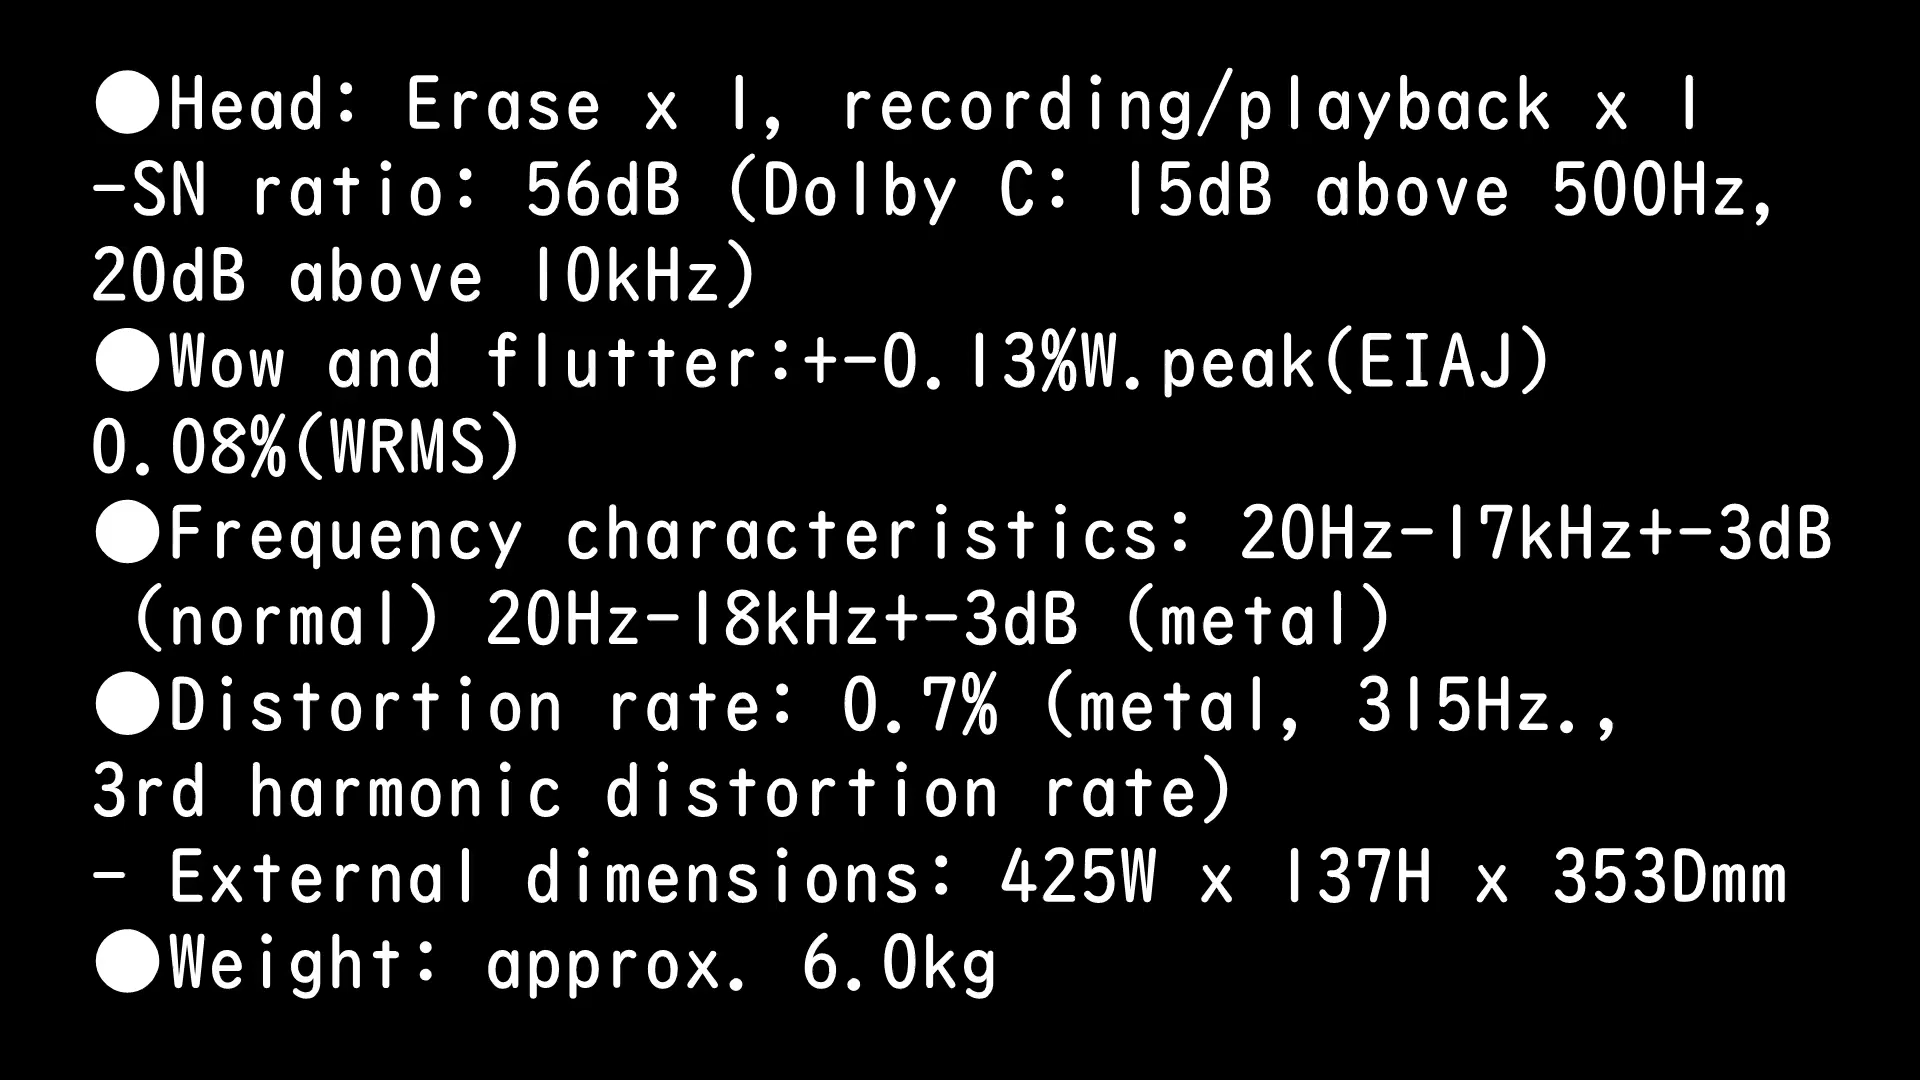 ●Head: Erase x 1, recording/playback x 1
-SN ratio: 56dB (Dolby C: 15dB above 500Hz,
20dB above 10kHz)
●Wow and flutter:+-0.13%W.peak(EIAJ)
0.08%(WRMS)
●Frequency characteristics: 20Hz-17kHz+-3dB
(normal) 20Hz-18kHz+-3dB (metal)
●Distortion rate: 0.7% (metal, 315Hz.,
3rd harmonic distortion rate)
- External dimensions: 425W x 137H x 353Dmm
●Weight: approx. 6.0kg